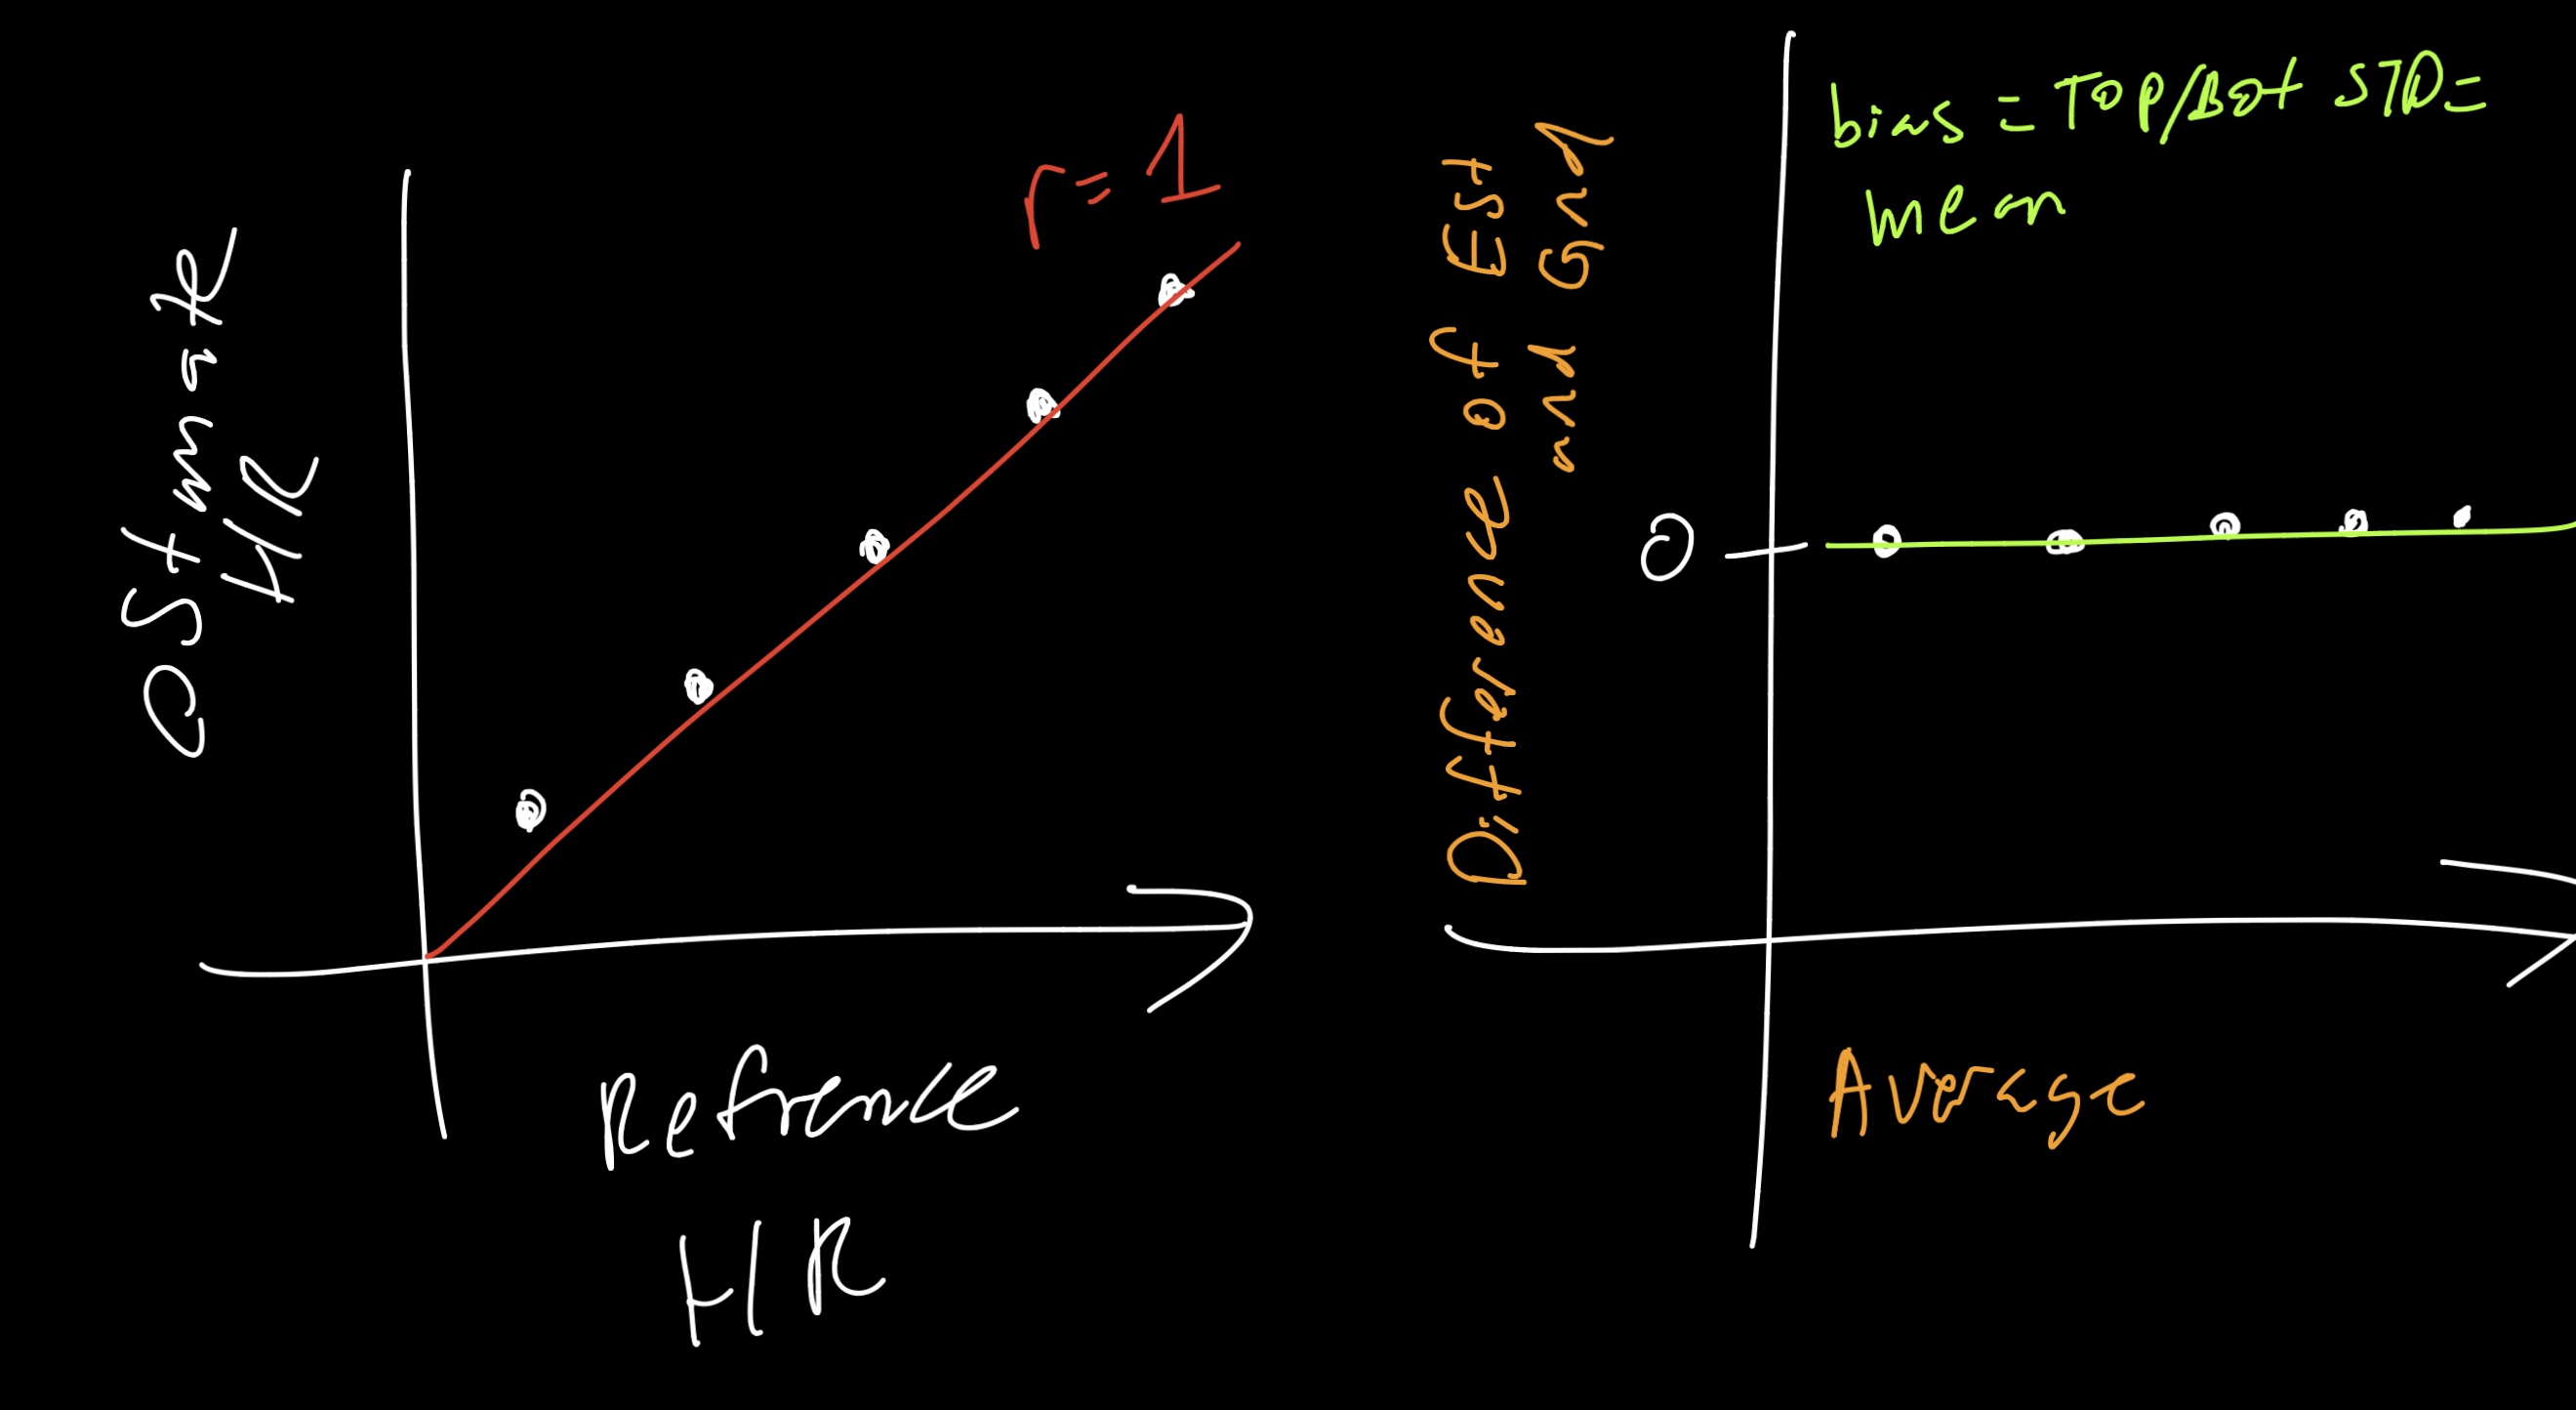 estmate
HR
r=1
Refrence
HR
Difference of Est
and Gnd
bias = TOP/Bot STD=
mean
0
Average